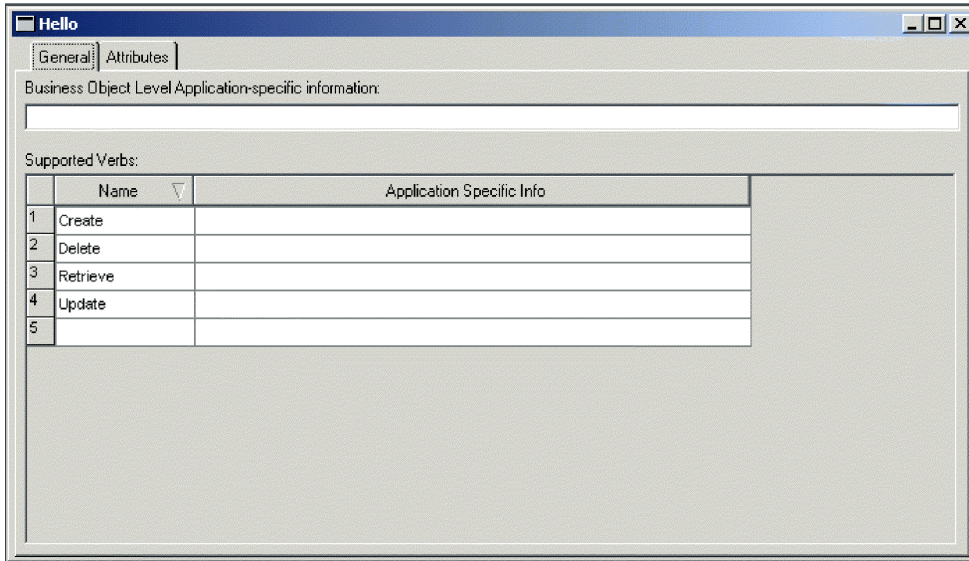 Hello
General Attributes
Business Object Level Application-specific information:
Supported Verbs:
Name Application Specific Info
1 Create
2 Delete
3 Retrieve
4 Update
5